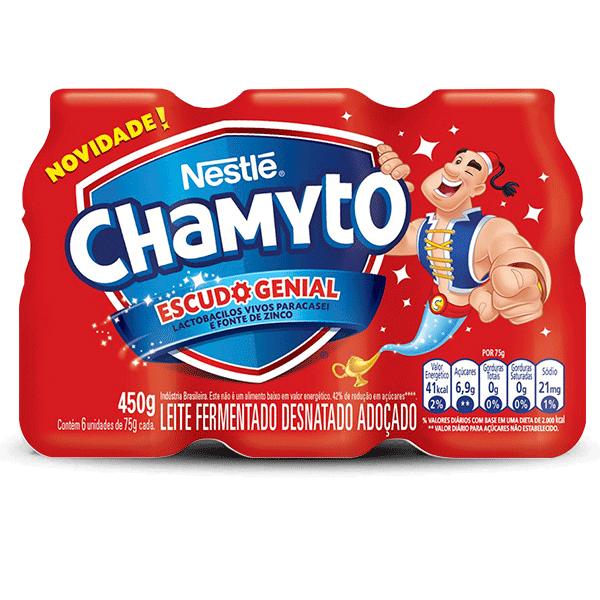 NOVIDADE!
Nestlé®
CHAMYTO
ESCUDO GENIAL
LACTOBACILOS VIVOS PARACASEI
E FONTE DE ZINCO
450g
Contém 6 unidades de 75g cada.
Indústria Brasileira. Este não é um alimento baixo em valor energético. 42% de redução em açúcares****
LEITE FERMENTADO DESNATADO ADOÇADO
C
POR 75g
Valor Energético 41kcal 2%
Açúcares 6,9g **
Gorduras Totais 0g 0%
Gorduras Saturadas 0g 0%
Sódio 21mg 1%
% VALORES DIÁRIOS COM BASE EM UMA DIETA DE 2.000 kcal
** VALOR DIÁRIO PARA AÇÚCARES NÃO ESTABELECIDO.